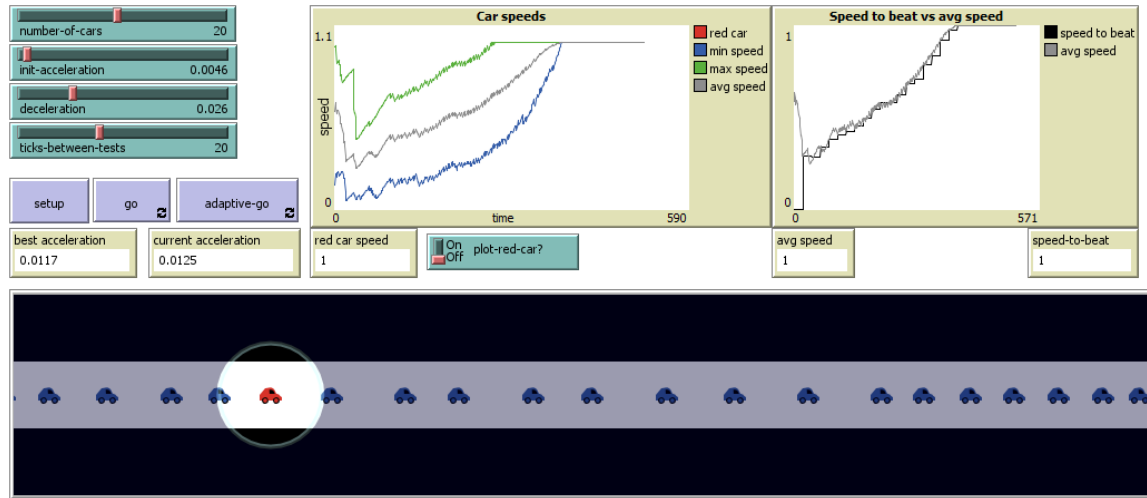 number-of-cars 20
init-acceleration 0.0046
deceleration 0.026
ticks-between-tests 20
setup
go
adaptive-go
best acceleration
0.0117
current acceleration
0.0125
Car speeds
1.1
speed
0
0
time
590
red car
min speed
max speed
avg speed
red car speed
1
On
Off
plot-red-car?
Speed to beat vs avg speed
1
0
0
571
speed to beat
avg speed
avg speed
1
speed-to-beat
1